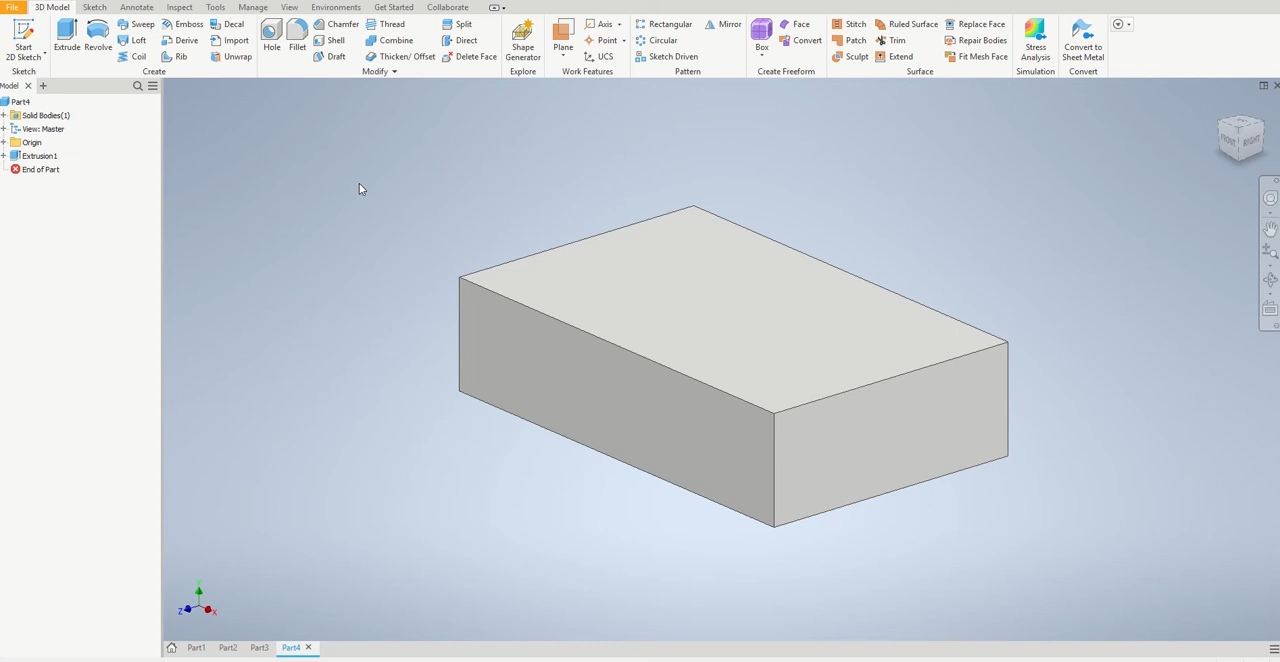 File 3D Model Sketch Annotate Inspect Tools Manage View Environments Get Started Collaborate
Start
2D Sketch
Extrude
Revolve
Sweep
Loft
Coil
Emboss
Derive
Rib
Decal
Import
Unwrap
Hole
Fillet
Chamfer
Shell
Draft
Thread
Combine
Thicken/ Offset
Split
Direct
Delete Face
Shape
Generator
Plane
Axis
Point
UCS
Rectangular
Circular
Sketch Driven
Mirror
Box
Face
Convert
Stitch
Patch
Sculpt
Ruled Surface
Trim
Extend
Replace Face
Repair Bodies
Fit Mesh Face
Stress
Analysis
Convert to
Sheet Metal
Sketch Create Modify Explore Work Features Pattern Create Freeform Surface Simulation Convert
Model
Part4
Solid Bodies(1)
View: Master
Origin
Extrusion1
End of Part
FRONT RIGHT
Z X
Part1 Part2 Part3 Part4